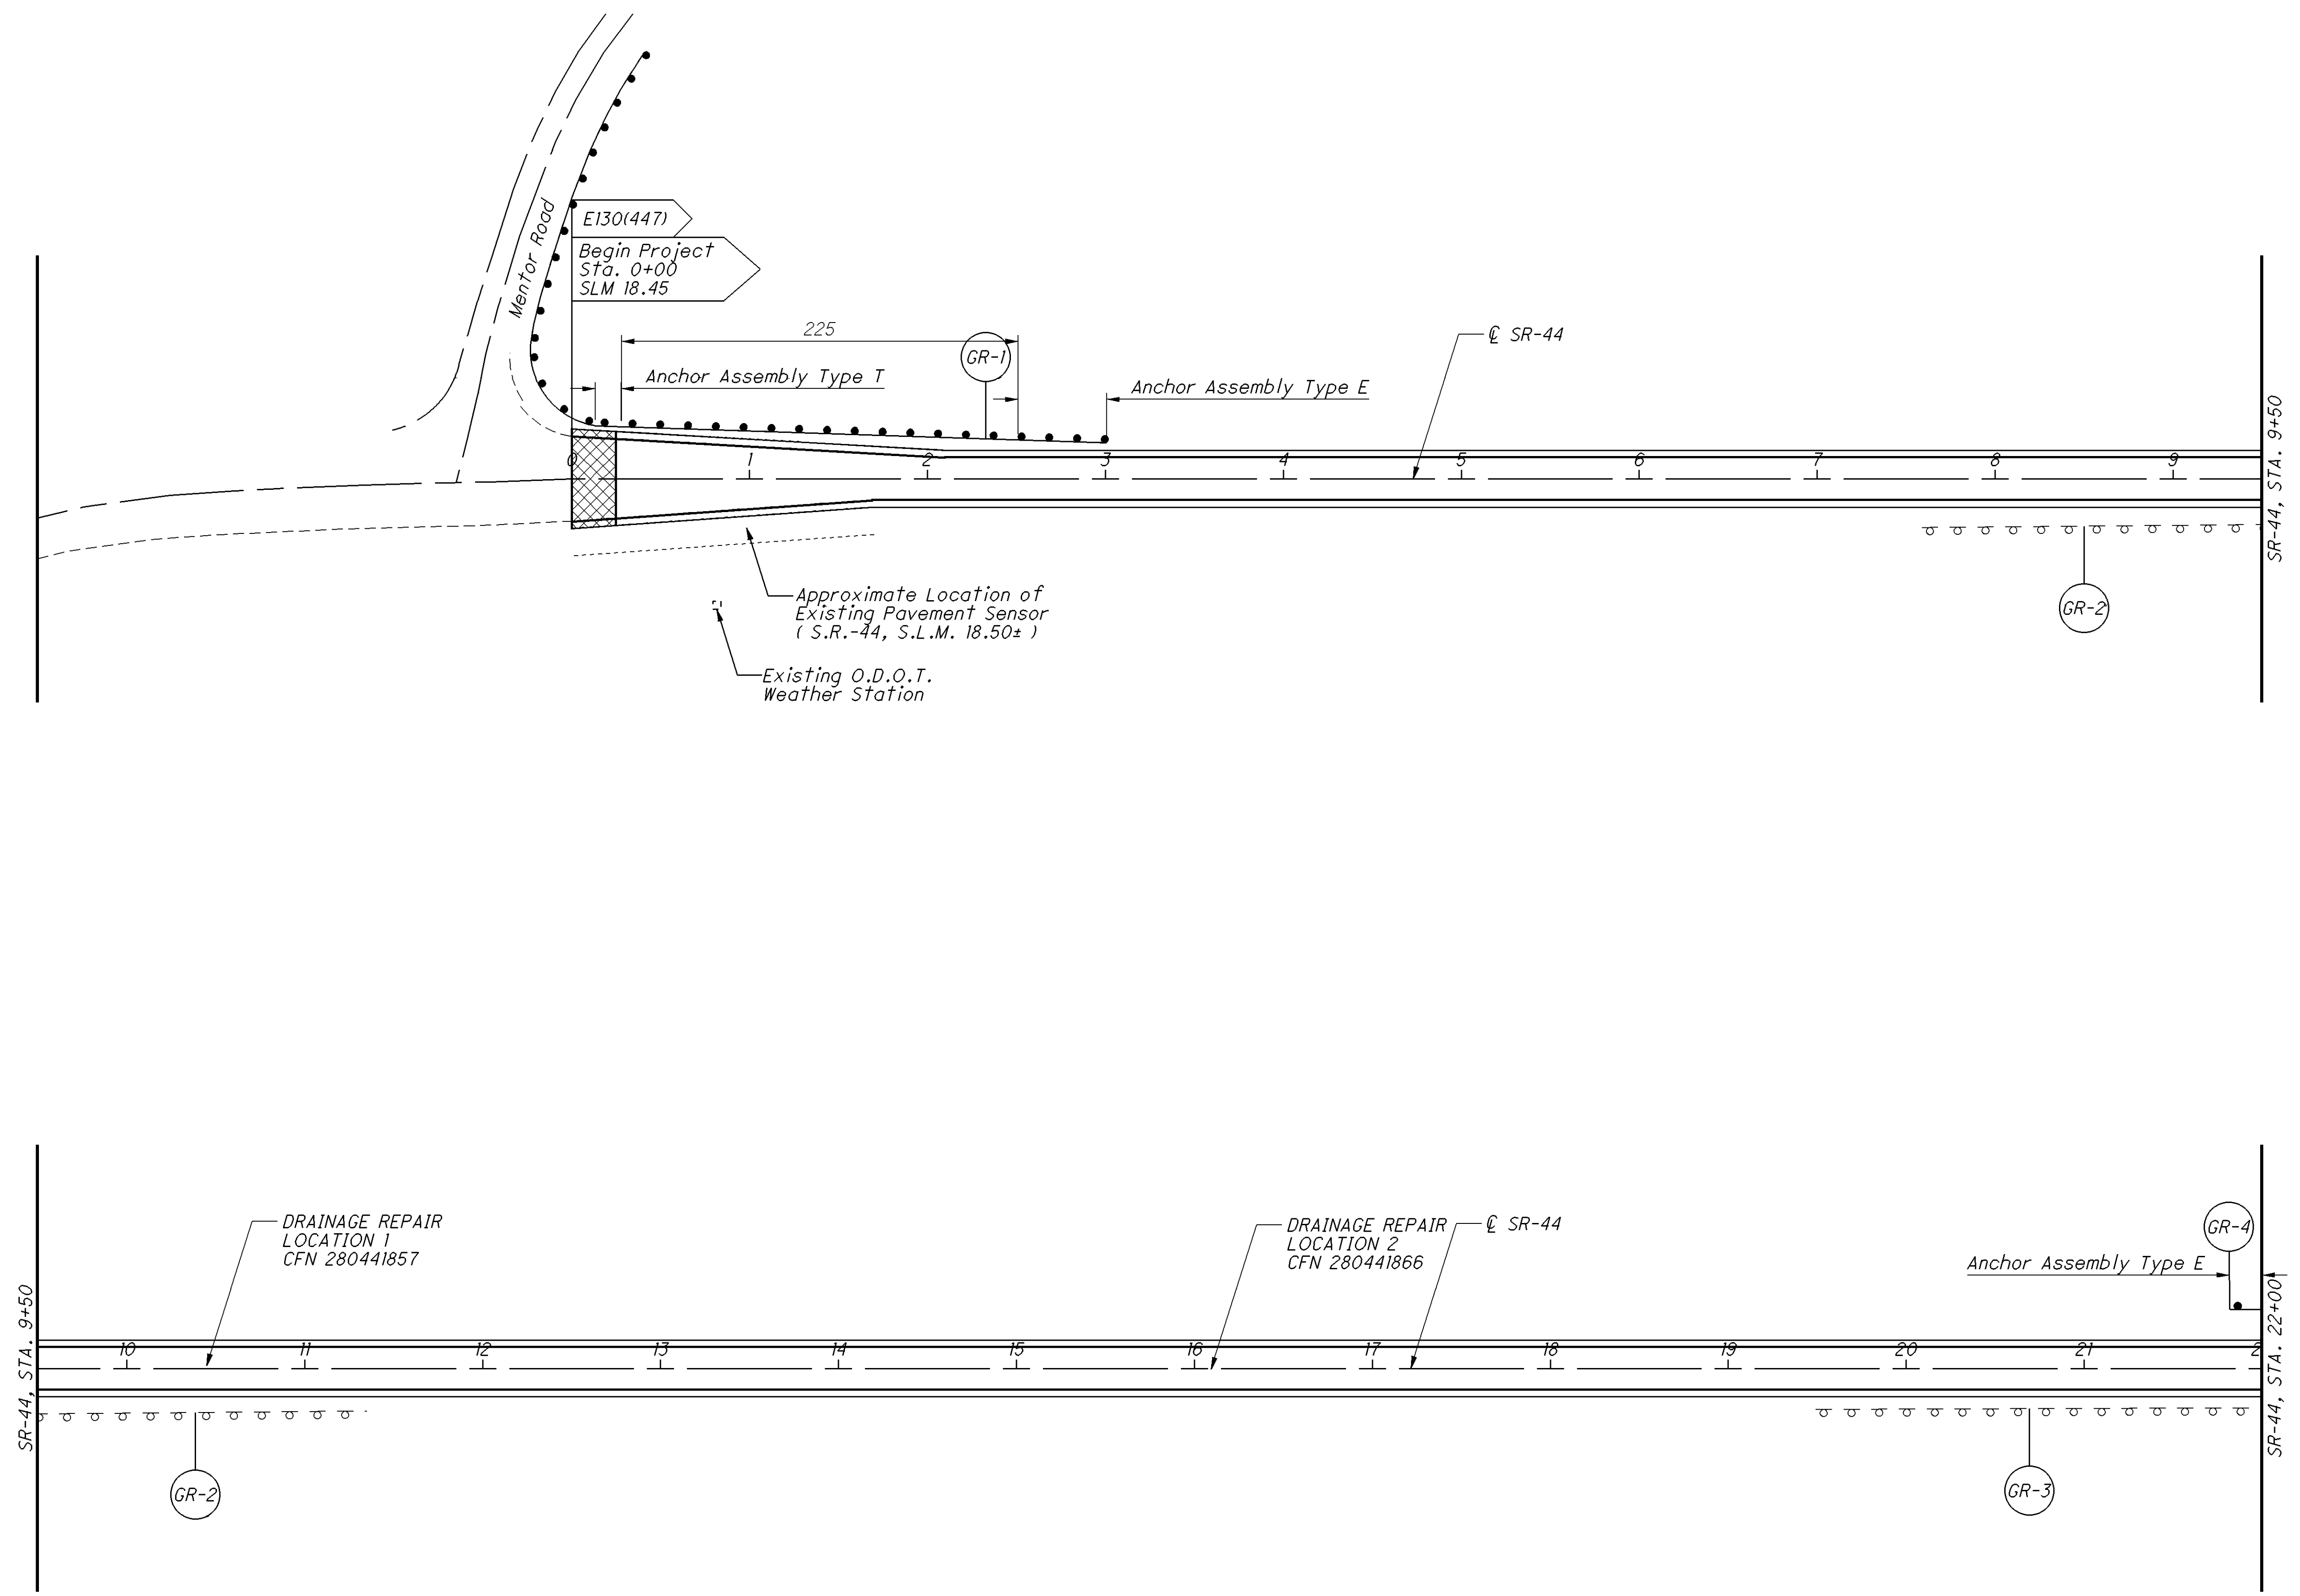 Mentor Road
E130(447)
Begin Project
Sta. 0+00
SLM 18.45
225
GR-1
℄ SR-44
Anchor Assembly Type T
Anchor Assembly Type E
0 1 2 3 4 5 6 7 8 9
SR-44, STA. 9+50
GR-2
Approximate Location of
Existing Pavement Sensor
( S.R.-44, S.L.M. 18.50± )
Existing O.D.O.T.
Weather Station
DRAINAGE REPAIR
LOCATION 1
CFN 280441857
DRAINAGE REPAIR
LOCATION 2
CFN 280441866
℄ SR-44
GR-4
Anchor Assembly Type E
SR-44, STA. 9+50
10 11 12 13 14 15 16 17 18 19 20 21 2
SR-44, STA. 22+00
GR-2
GR-3